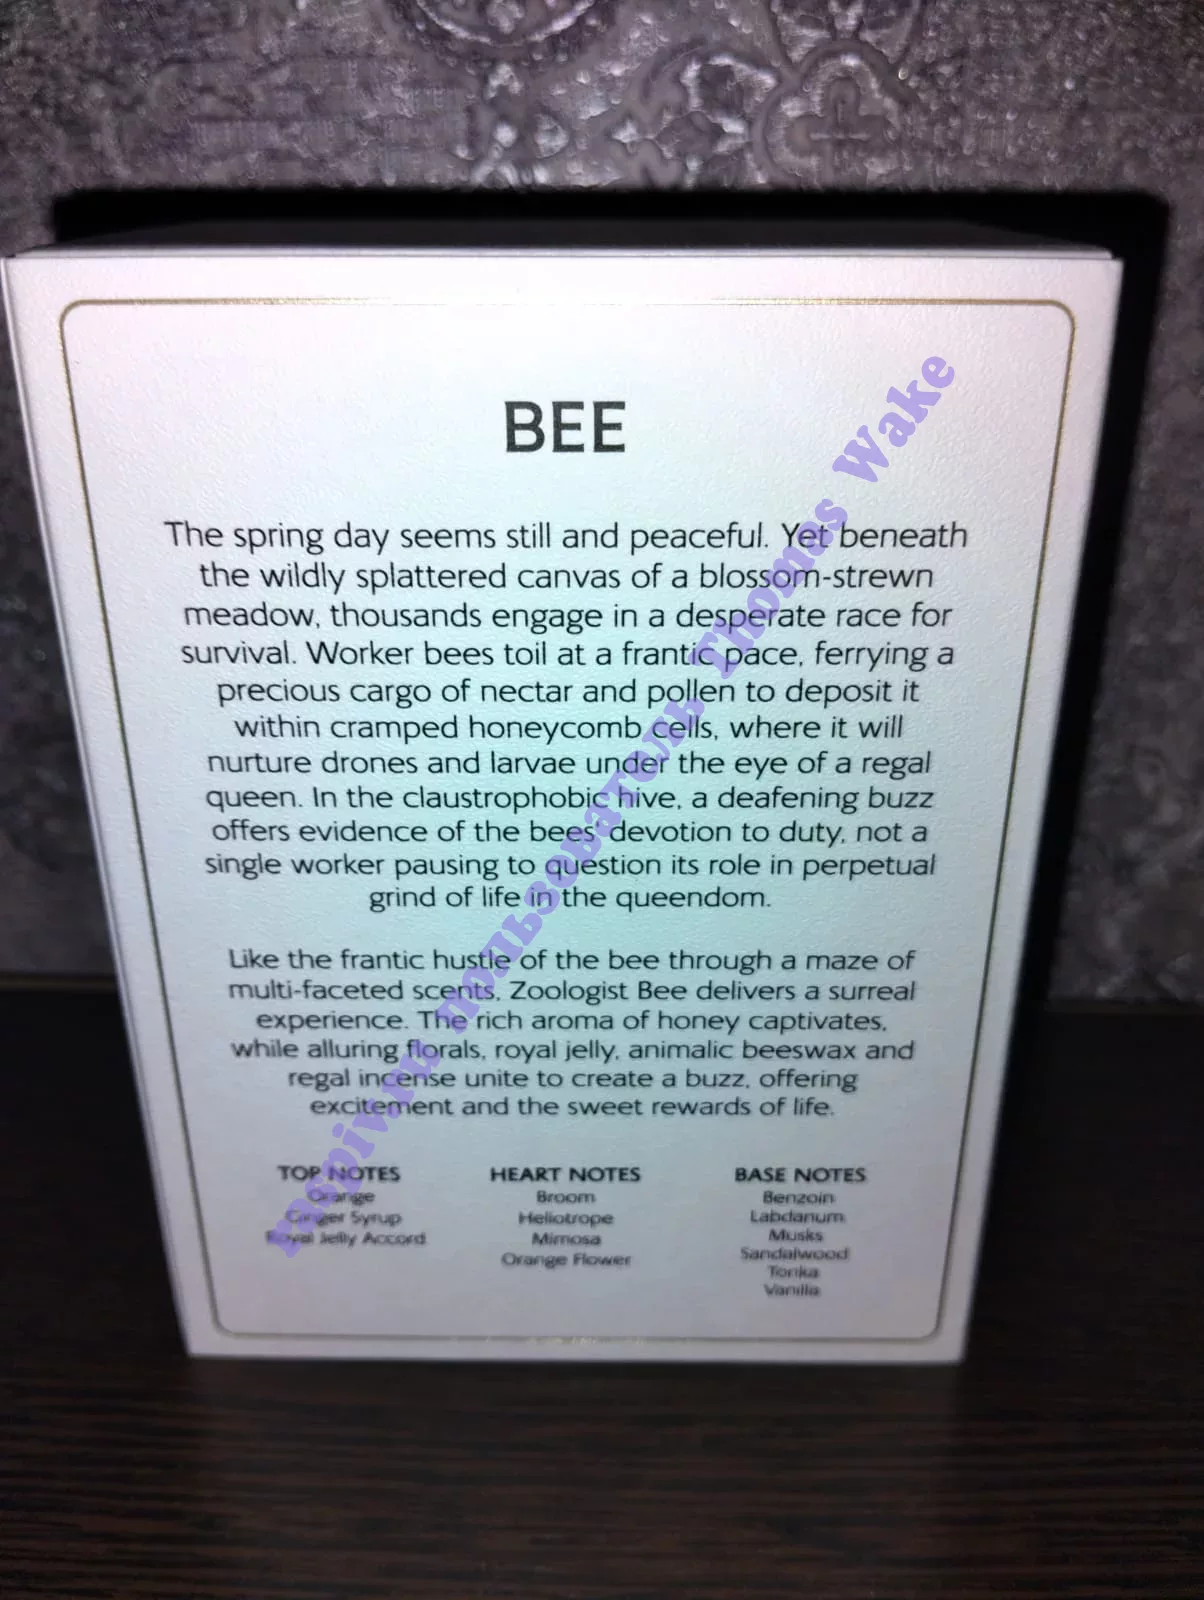 BEE
The spring day seems still and peaceful. Yet beneath
the wildly splattered canvas of a blossom-strewn
meadow, thousands engage in a desperate race for
survival. Worker bees toil at a frantic pace, ferrying a
precious cargo of nectar and pollen to deposit it
within cramped honeycomb cells, where it will
nurture drones and larvae under the eye of a regal
queen. In the claustrophobic hive, a deafening buzz
offers evidence of the bees' devotion to duty, not a
single worker pausing to question its role in perpetual
grind of life in the queendom.
Like the frantic hustle of the bee through a maze of
multi-faceted scents, Zoologist Bee delivers a surreal
experience. The rich aroma of honey captivates,
while alluring florals, royal jelly, animalic beeswax and
regal incense unite to create a buzz, offering
excitement and the sweet rewards of life.
TOP NOTES
Orange
Ginger Syrup
Royal Jelly Accord
HEART NOTES
Broom
Heliotrope
Mimosa
Orange Flower
BASE NOTES
Benzoin
Labdanum
Musks
Sandalwood
Tonka
Vanilla
raspiv.ru пользователь Thomas Wake